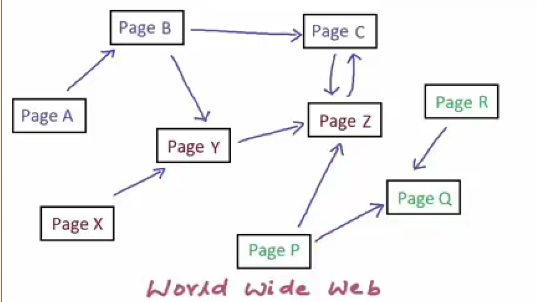 Page B
Page C
Page A
Page R
Page Z
Page Y
Page Q
Page X
Page P
World Wide Web